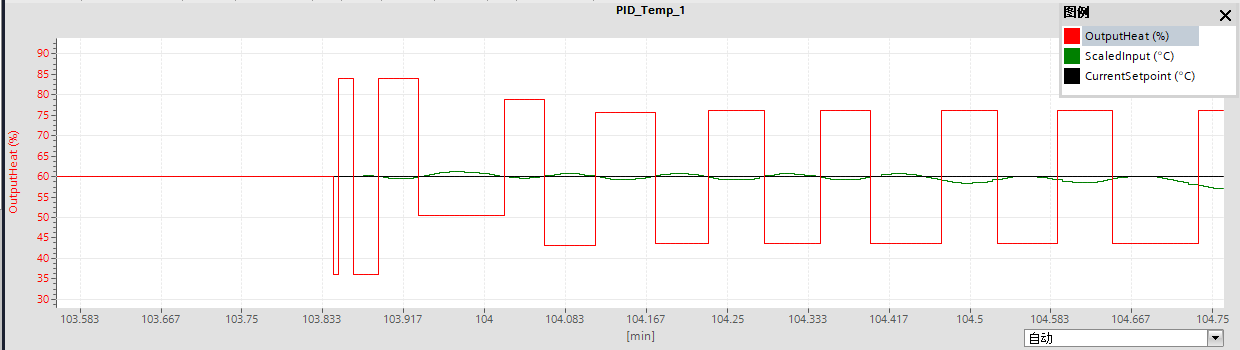 PID_Temp_1
图例
OutputHeat (%)
ScaledInput (°C)
CurrentSetpoint (°C)
OutputHeat (%)
90
85
80
75
70
65
60
55
50
45
40
35
30
103.583 103.667 103.75 103.833 103.917 104 104.083 104.167 104.25 104.333 104.417 104.5 104.583 104.667 104.75
[min]
自动